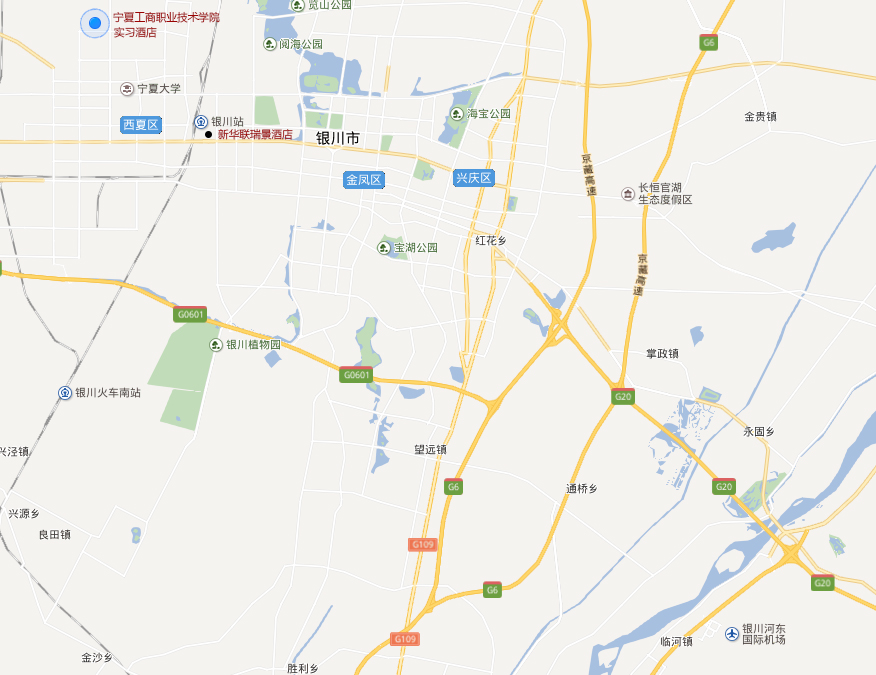 览山公园
宁夏工商职业技术学院
实习酒店
阅海公园
G6
宁夏大学
海宝公园
金贵镇
西夏区
银川站
新华联瑞景酒店
银川市
京藏高速
金凤区
兴庆区
长恒官湖
生态度假区
红花乡
宝湖公园
京藏高速
G0601
银川植物园
掌政镇
G0601
银川火车南站
G20
永固乡
兴泾镇
望远镇
G6
通桥乡
G20
兴源乡
良田镇
G109
G6
G20
银川河东
国际机场
临河镇
G109
金沙乡
胜利乡